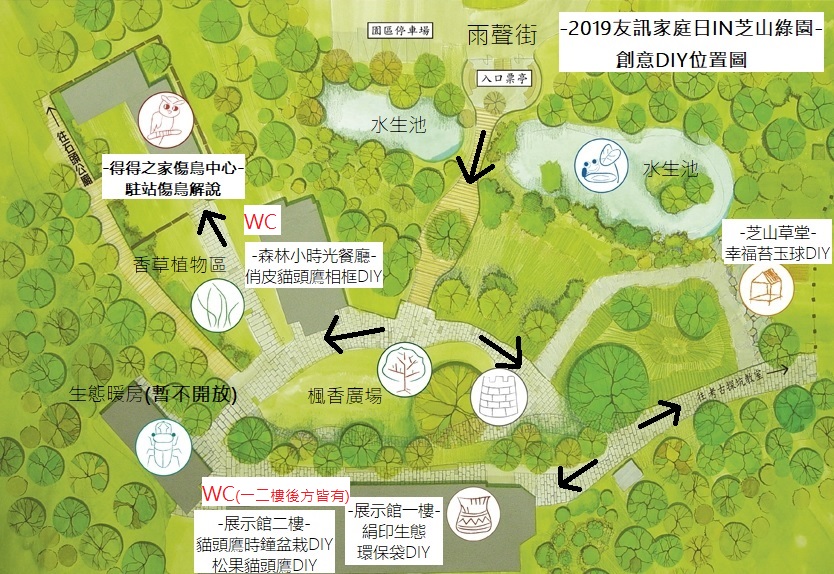 園區停車場
雨聲街
-2019友訊家庭日IN芝山綠園-
創意DIY位置圖
入口票亭
水生池
水生池
往石頭公園
-得得之家傷鳥中心-
駐站傷鳥解說
WC
-森林小時光餐廳-
俏皮貓頭鷹相框DIY
-芝山草堂-
幸福苔玉球DIY
香草植物區
生態暖房(暫不開放)
楓香廣場
往考古探坑教室
WC(一二樓後方皆有)
-展示館二樓-
貓頭鷹時鐘盆栽DIY
松果貓頭鷹DIY
-展示館一樓-
絹印生態
環保袋DIY